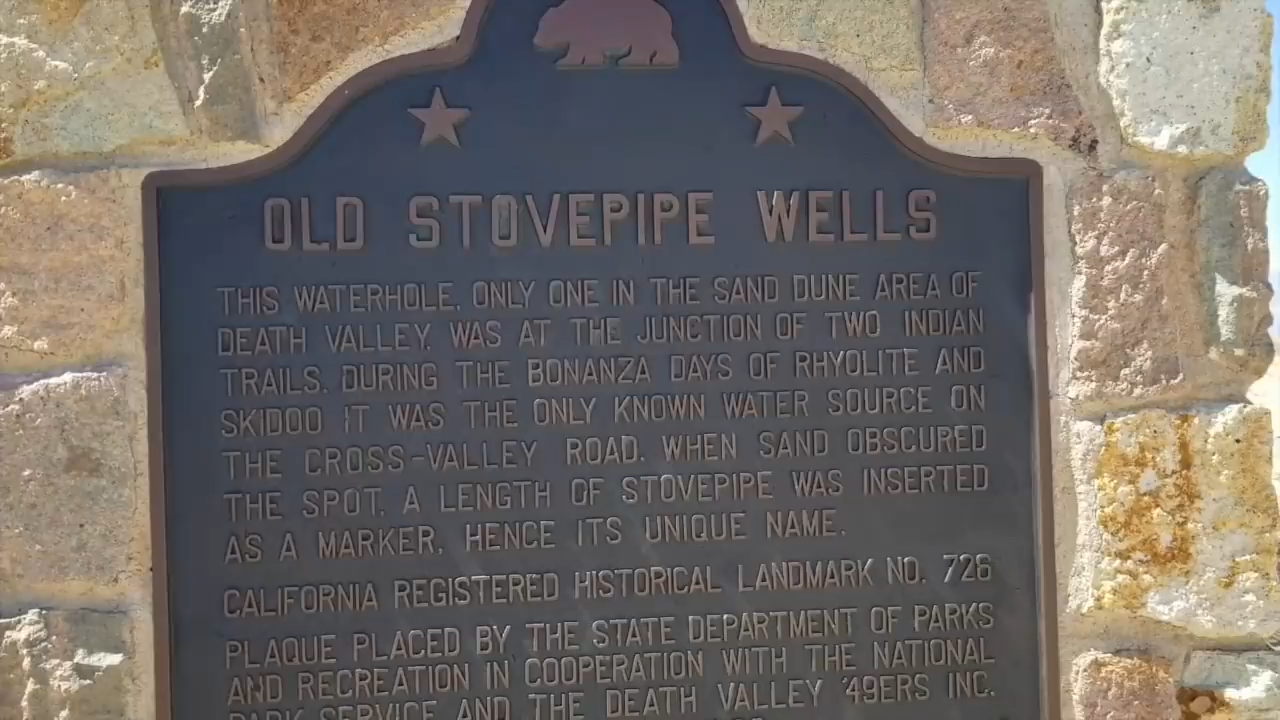 OLD STOVEPIPE WELLS
THIS WATERHOLE, ONLY ONE IN THE SAND DUNE AREA OF
DEATH VALLEY, WAS AT THE JUNCTION OF TWO INDIAN
TRAILS. DURING THE BONANZA DAYS OF RHYOLITE AND
SKIDOO IT WAS THE ONLY KNOWN WATER SOURCE ON
THE CROSS-VALLEY ROAD. WHEN SAND OBSCURED
THE SPOT, A LENGTH OF STOVEPIPE WAS INSERTED
AS A MARKER, HENCE ITS UNIQUE NAME.
CALIFORNIA REGISTERED HISTORICAL LANDMARK NO. 726
PLAQUE PLACED BY THE STATE DEPARTMENT OF PARKS
AND RECREATION IN COOPERATION WITH THE NATIONAL
PARK SERVICE AND THE DEATH VALLEY '49ERS INC.